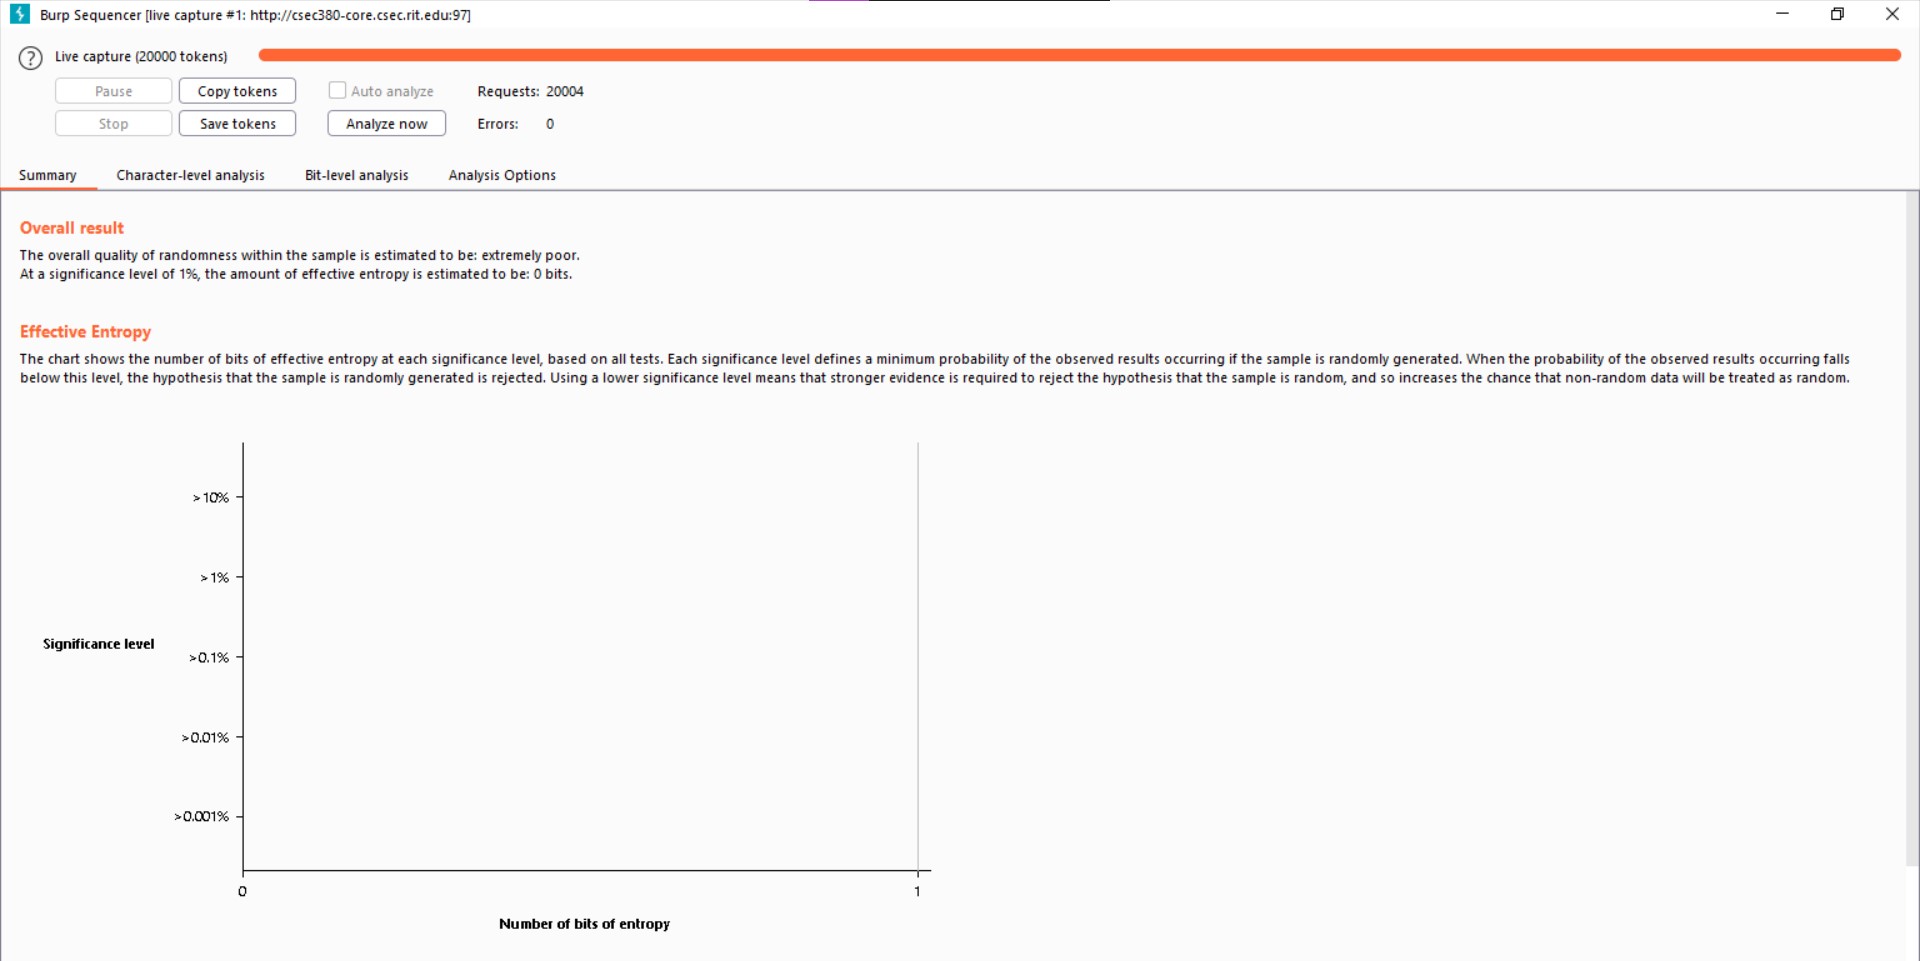 Burp Sequencer [live capture #1: http://csec380-core.csec.rit.edu:97]
? Live capture (20000 tokens)
Pause Copy tokens Auto analyze Requests: 20004
Stop Save tokens Analyze now Errors: 0
Summary Character-level analysis Bit-level analysis Analysis Options
Overall result
The overall quality of randomness within the sample is estimated to be: extremely poor.
At a significance level of 1%, the amount of effective entropy is estimated to be: 0 bits.
Effective Entropy
The chart shows the number of bits of effective entropy at each significance level, based on all tests. Each significance level defines a minimum probability of the observed results occurring if the sample is randomly generated. When the probability of the observed results occurring falls
below this level, the hypothesis that the sample is randomly generated is rejected. Using a lower significance level means that stronger evidence is required to reject the hypothesis that the sample is random, and so increases the chance that non-random data will be treated as random.
>10%
>1%
Significance level
>0.1%
>0.01%
>0.001%
0 1
Number of bits of entropy